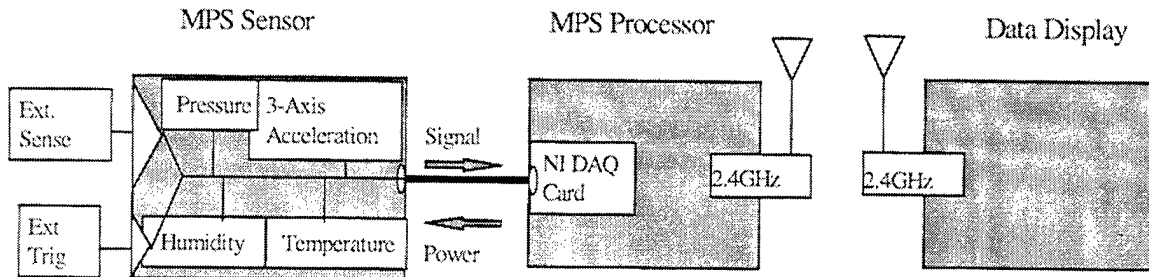 MPS Sensor
MPS Processor
Data Display
Ext.
Sense
Pressure
3-Axis
Acceleration
Signal
NI DAQ
Card
2.4GHz
2.4GHz
Ext
Trig
Humidity
Temperature
Power